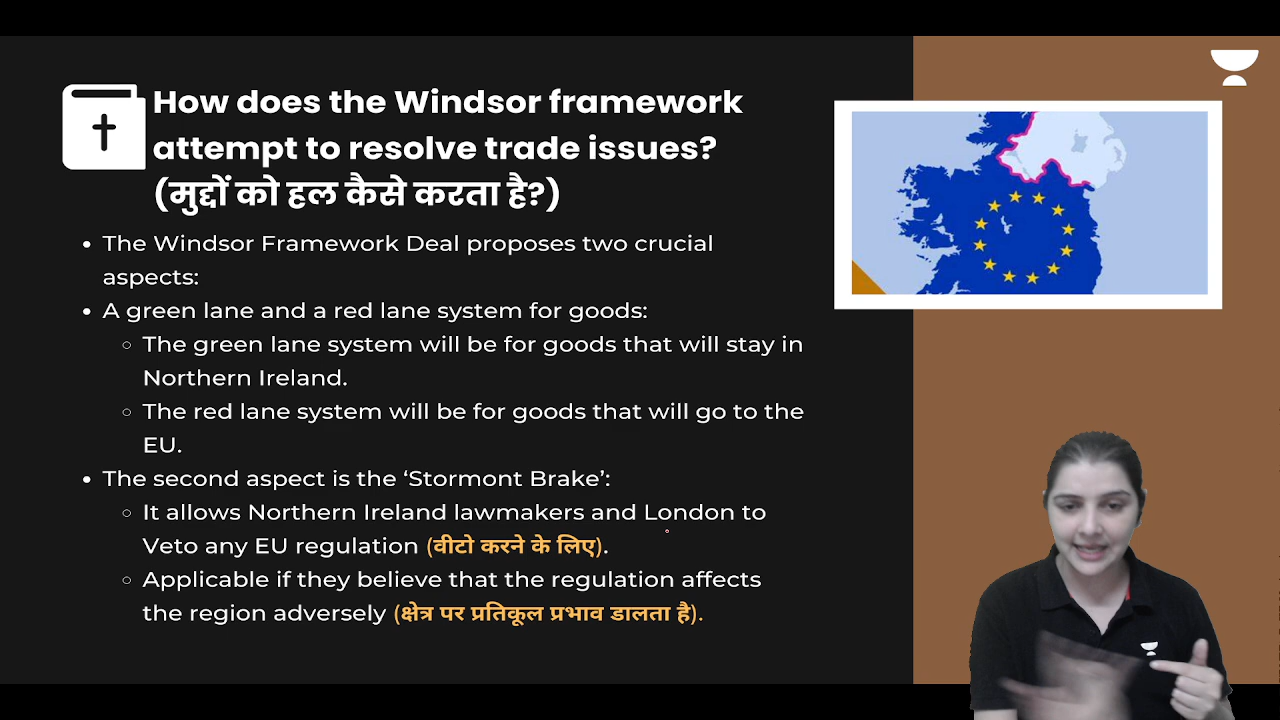 How does the Windsor framework
attempt to resolve trade issues?
(मुद्दों को हल कैसे करता है?)
• The Windsor Framework Deal proposes two crucial
aspects:
• A green lane and a red lane system for goods:
○ The green lane system will be for goods that will stay in
Northern Ireland.
○ The red lane system will be for goods that will go to the
EU.
• The second aspect is the ‘Stormont Brake’:
○ It allows Northern Ireland lawmakers and London to
Veto any EU regulation (वीटो करने के लिए).
○ Applicable if they believe that the regulation affects
the region adversely (क्षेत्र पर प्रतिकूल प्रभाव डालता है).